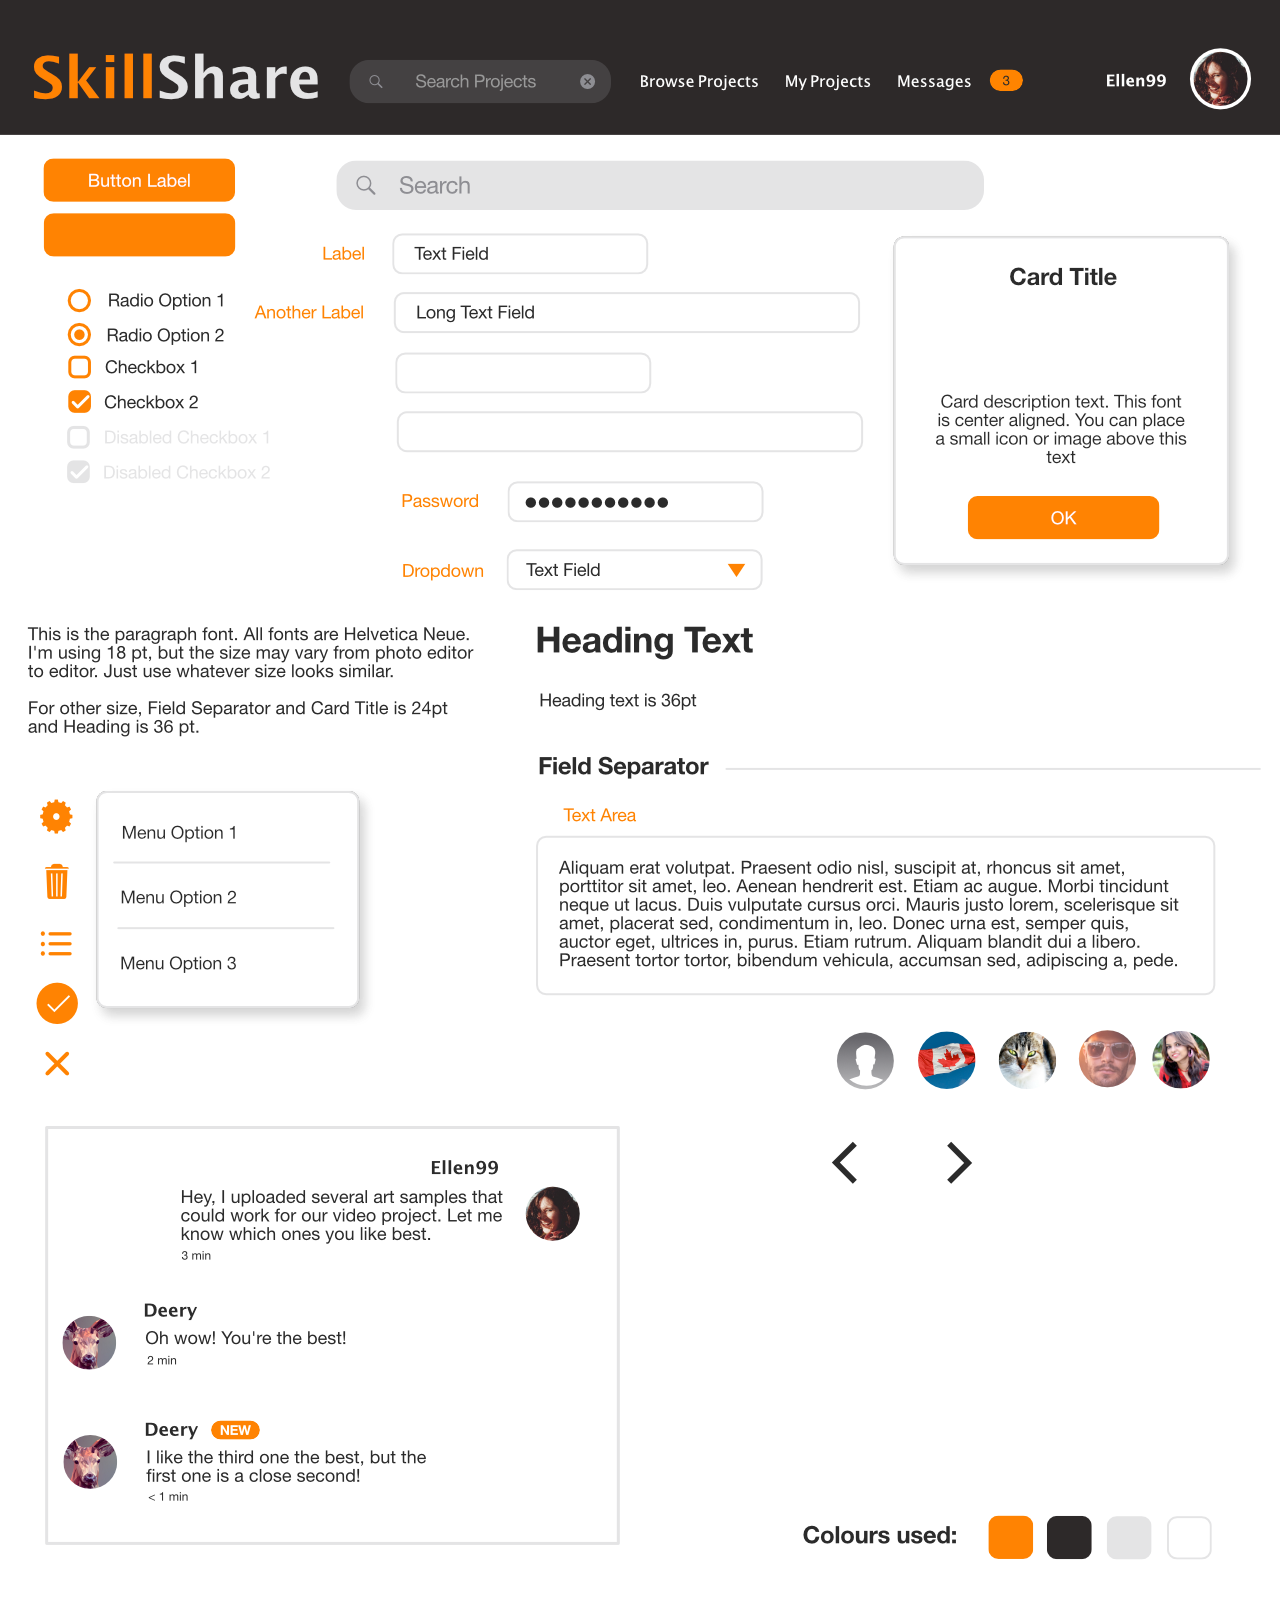 SkillShare
Search Projects
Browse Projects
My Projects
Messages
3
Ellen99
Button Label
Search
Label
Text Field
Radio Option 1
Another Label
Long Text Field
Radio Option 2
Checkbox 1
Checkbox 2
Disabled Checkbox 1
Disabled Checkbox 2
Password
Dropdown
Text Field
Card Title
Card description text. This font
is center aligned. You can place
a small icon or image above this
text
OK
This is the paragraph font. All fonts are Helvetica Neue.
I'm using 18 pt, but the size may vary from photo editor
to editor. Just use whatever size looks similar.
For other size, Field Separator and Card Title is 24pt
and Heading is 36 pt.
Heading Text
Heading text is 36pt
Field Separator
Text Area
Aliquam erat volutpat. Praesent odio nisl, suscipit at, rhoncus sit amet,
porttitor sit amet, leo. Aenean hendrerit est. Etiam ac augue. Morbi tincidunt
neque ut lacus. Duis vulputate cursus orci. Mauris justo lorem, scelerisque sit
amet, placerat sed, condimentum in, leo. Donec urna est, semper quis,
auctor eget, ultrices in, purus. Etiam rutrum. Aliquam blandit dui a libero.
Praesent tortor tortor, bibendum vehicula, accumsan sed, adipiscing a, pede.
Menu Option 1
Menu Option 2
Menu Option 3
Ellen99
Hey, I uploaded several art samples that
could work for our video project. Let me
know which ones you like best.
3 min
Deery
Oh wow! You're the best!
2 min
Deery
NEW
I like the third one the best, but the
first one is a close second!
< 1 min
Colours used: